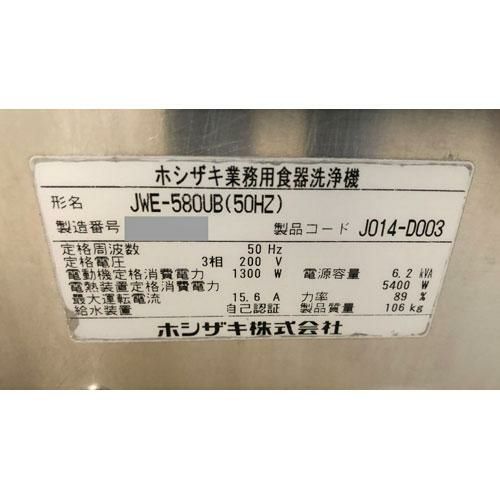 ホシザキ業務用食器洗浄機
形名 JWE-580UB(50HZ)
製造番号 製品コード J014-D003
定格周波数 50 Hz
定格電圧 3相 200 V
電動機定格消費電力 1300 W 電源容量 6.2 kVA
電熱装置定格消費電力 5400 W
最大運転電流 15.6 A 力率 89 %
給水装置 自己認証 製品質量 106 kg
ホシザキ株式会社